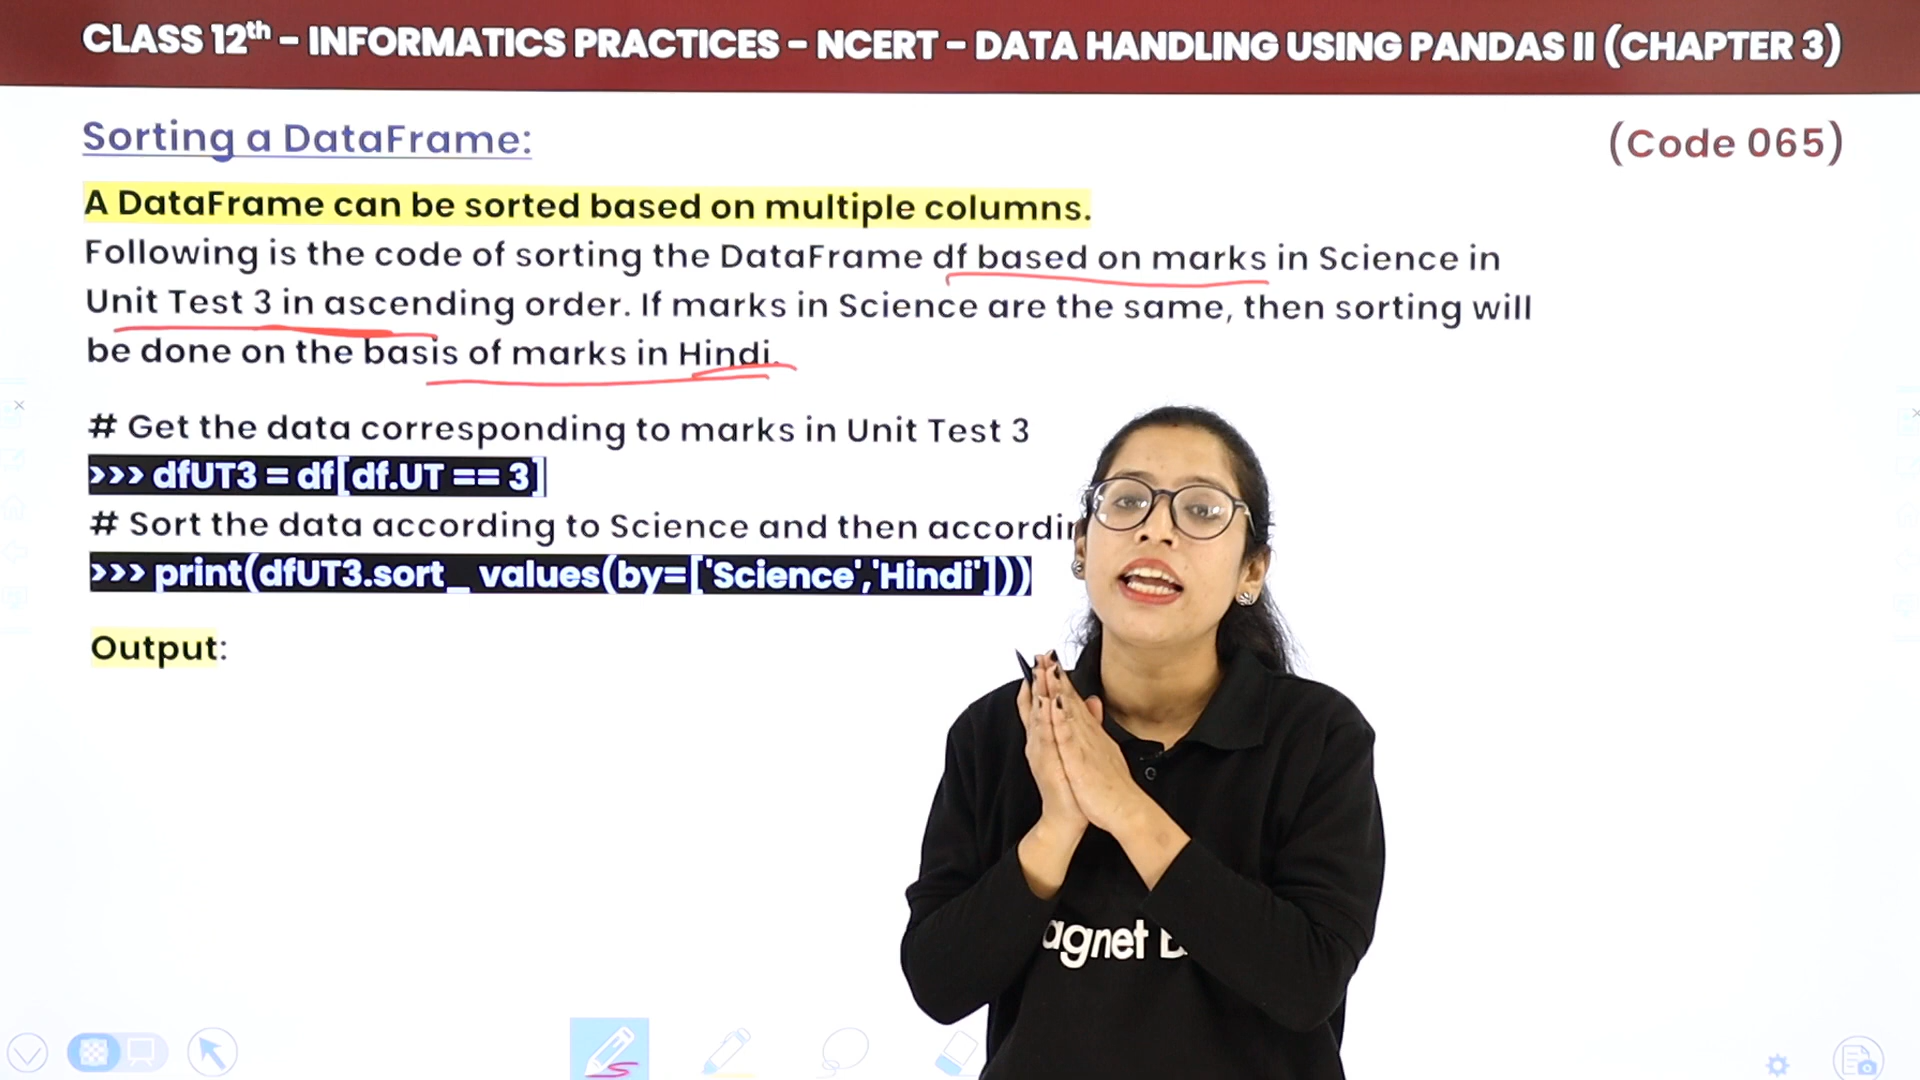 CLASS 12th – INFORMATICS PRACTICES – NCERT – DATA HANDLING USING PANDAS II (CHAPTER 3)
Sorting a DataFrame:
(Code 065)
A DataFrame can be sorted based on multiple columns.
Following is the code of sorting the DataFrame df based on marks in Science in
Unit Test 3 in ascending order. If marks in Science are the same, then sorting will
be done on the basis of marks in Hindi.
# Get the data corresponding to marks in Unit Test 3
>>> dfUT3 = df[df.UT == 3]
# Sort the data according to Science and then
>>> print(dfUT3.sort_ values(by=['Science','Hindi']))
Output:
agnet